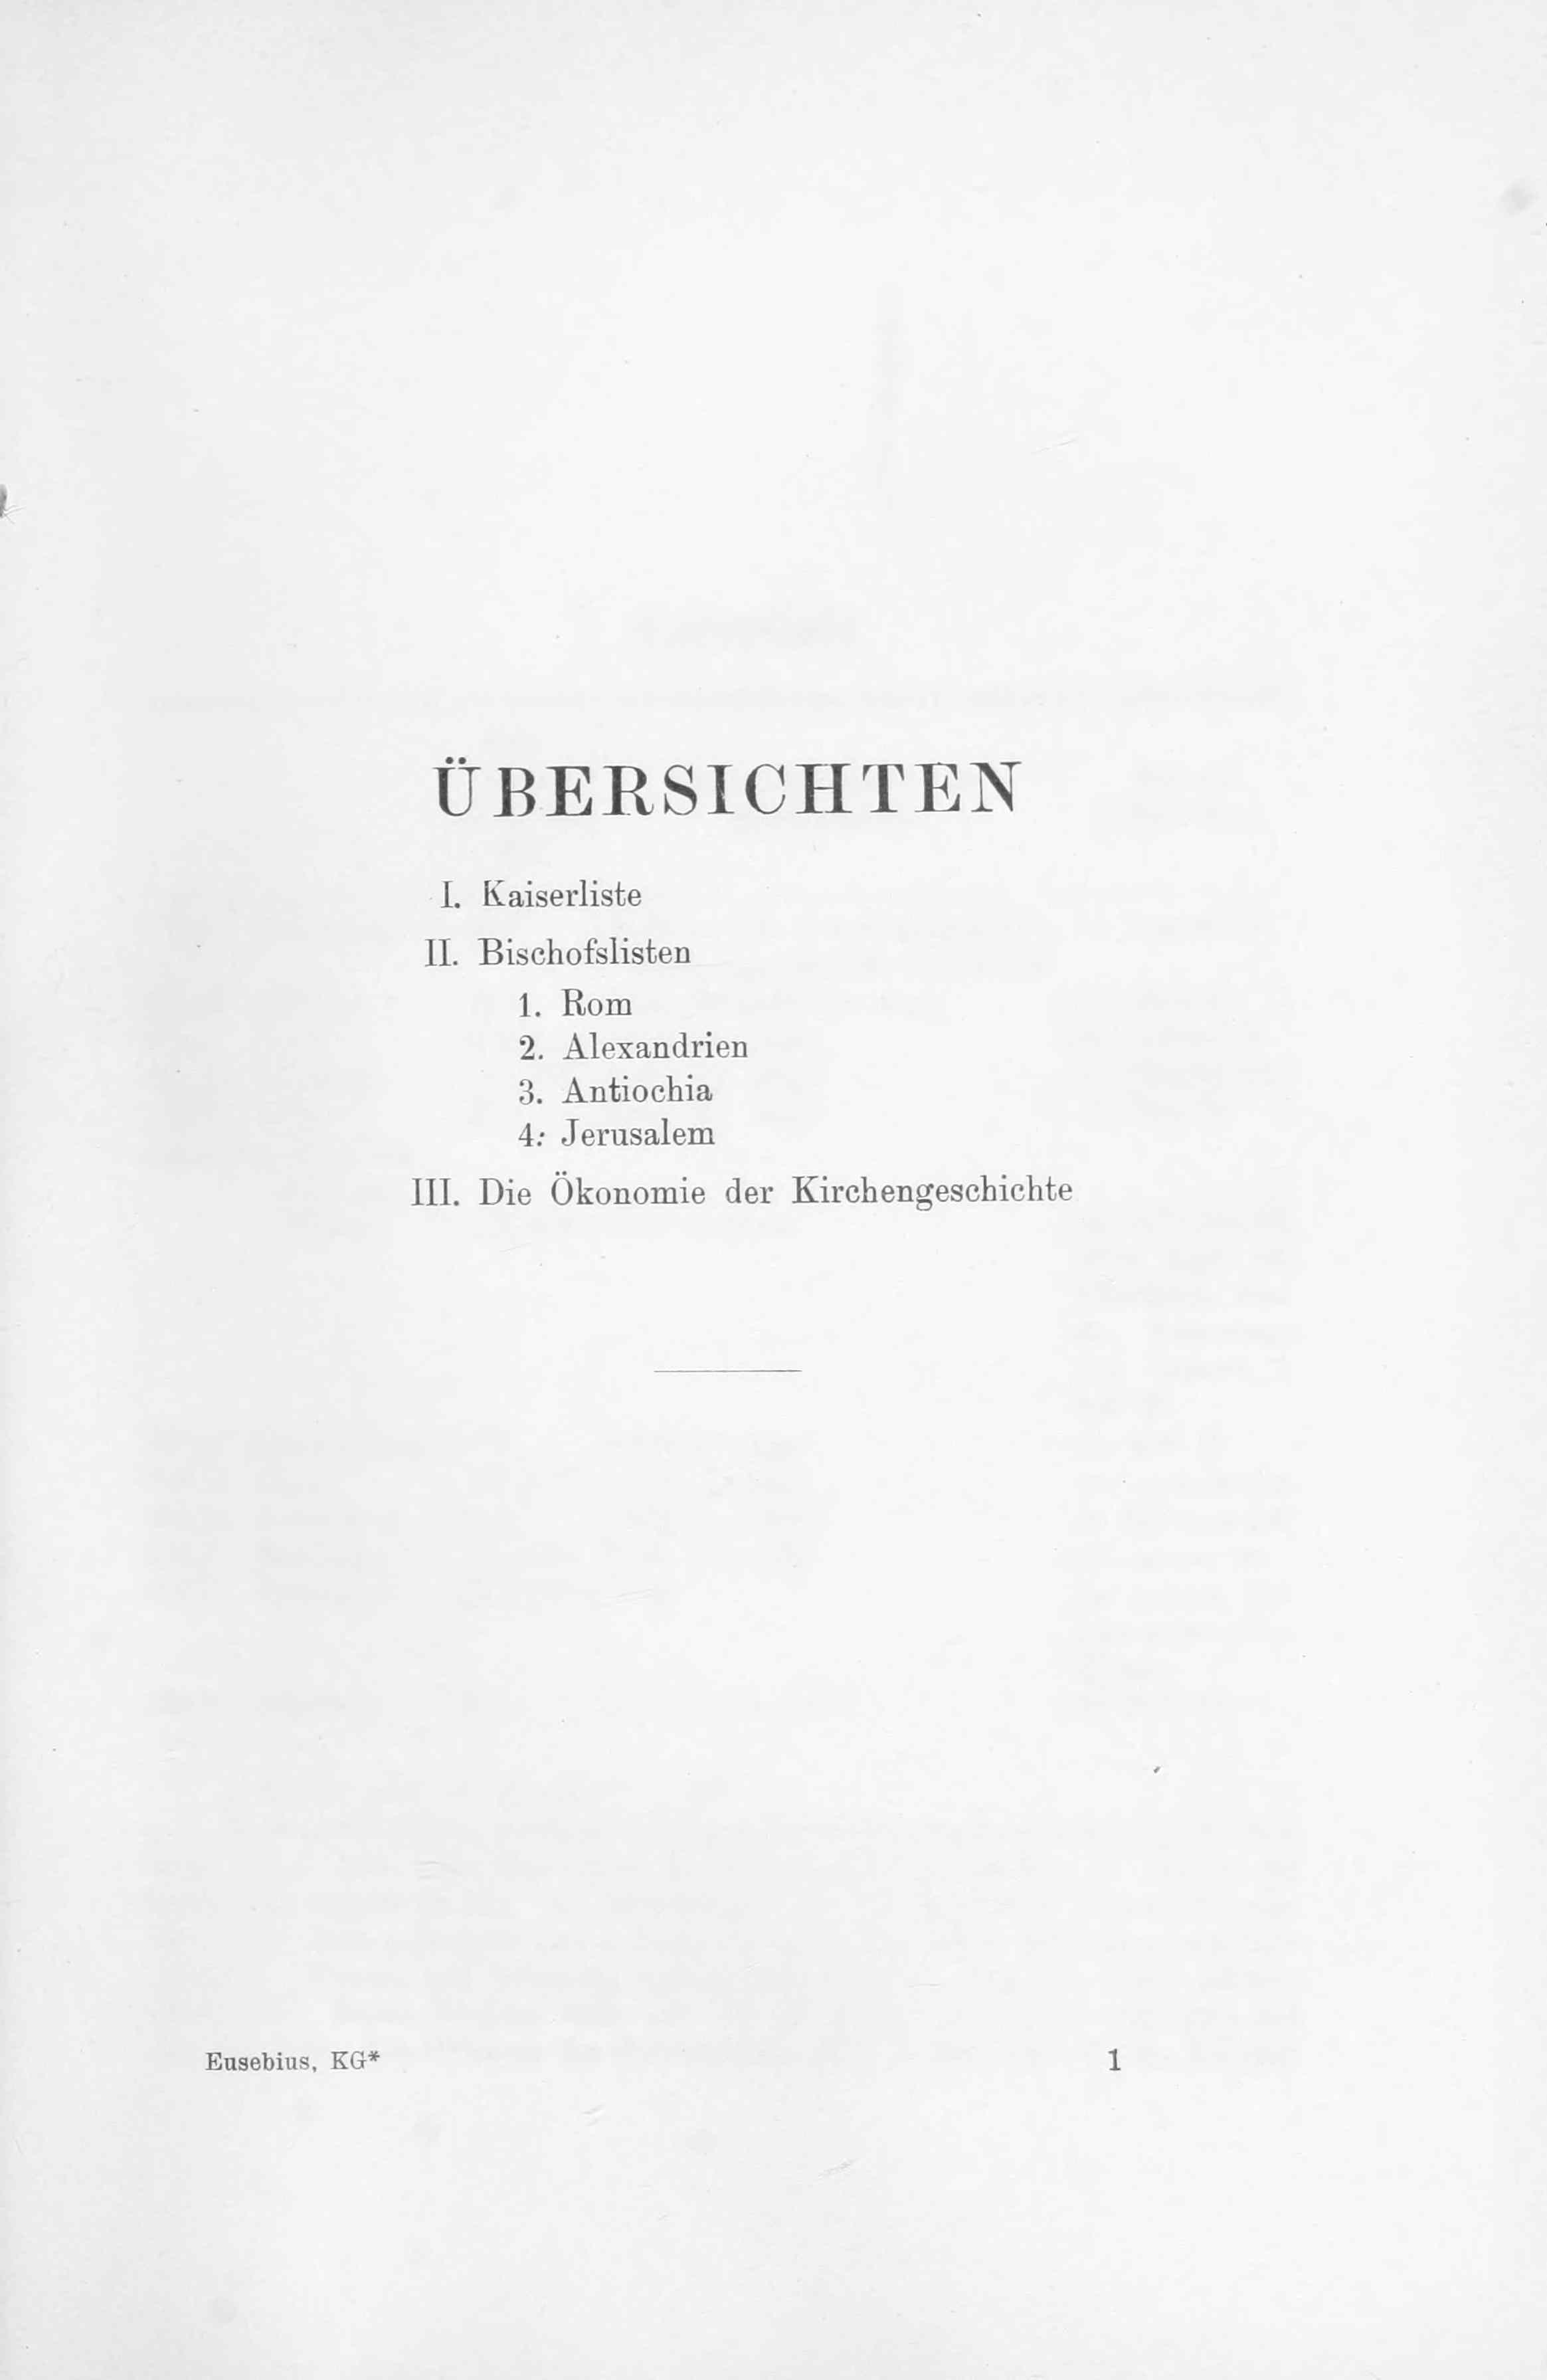 ÜBERSICHTEN
I. Kaiserliste
II. Bischofslisten
1. Rom
2. Alexandrien
3. Antiochia
4. Jerusalem
III. Die Ökonomie der Kirchengeschichte
Eusebius, KG* 1